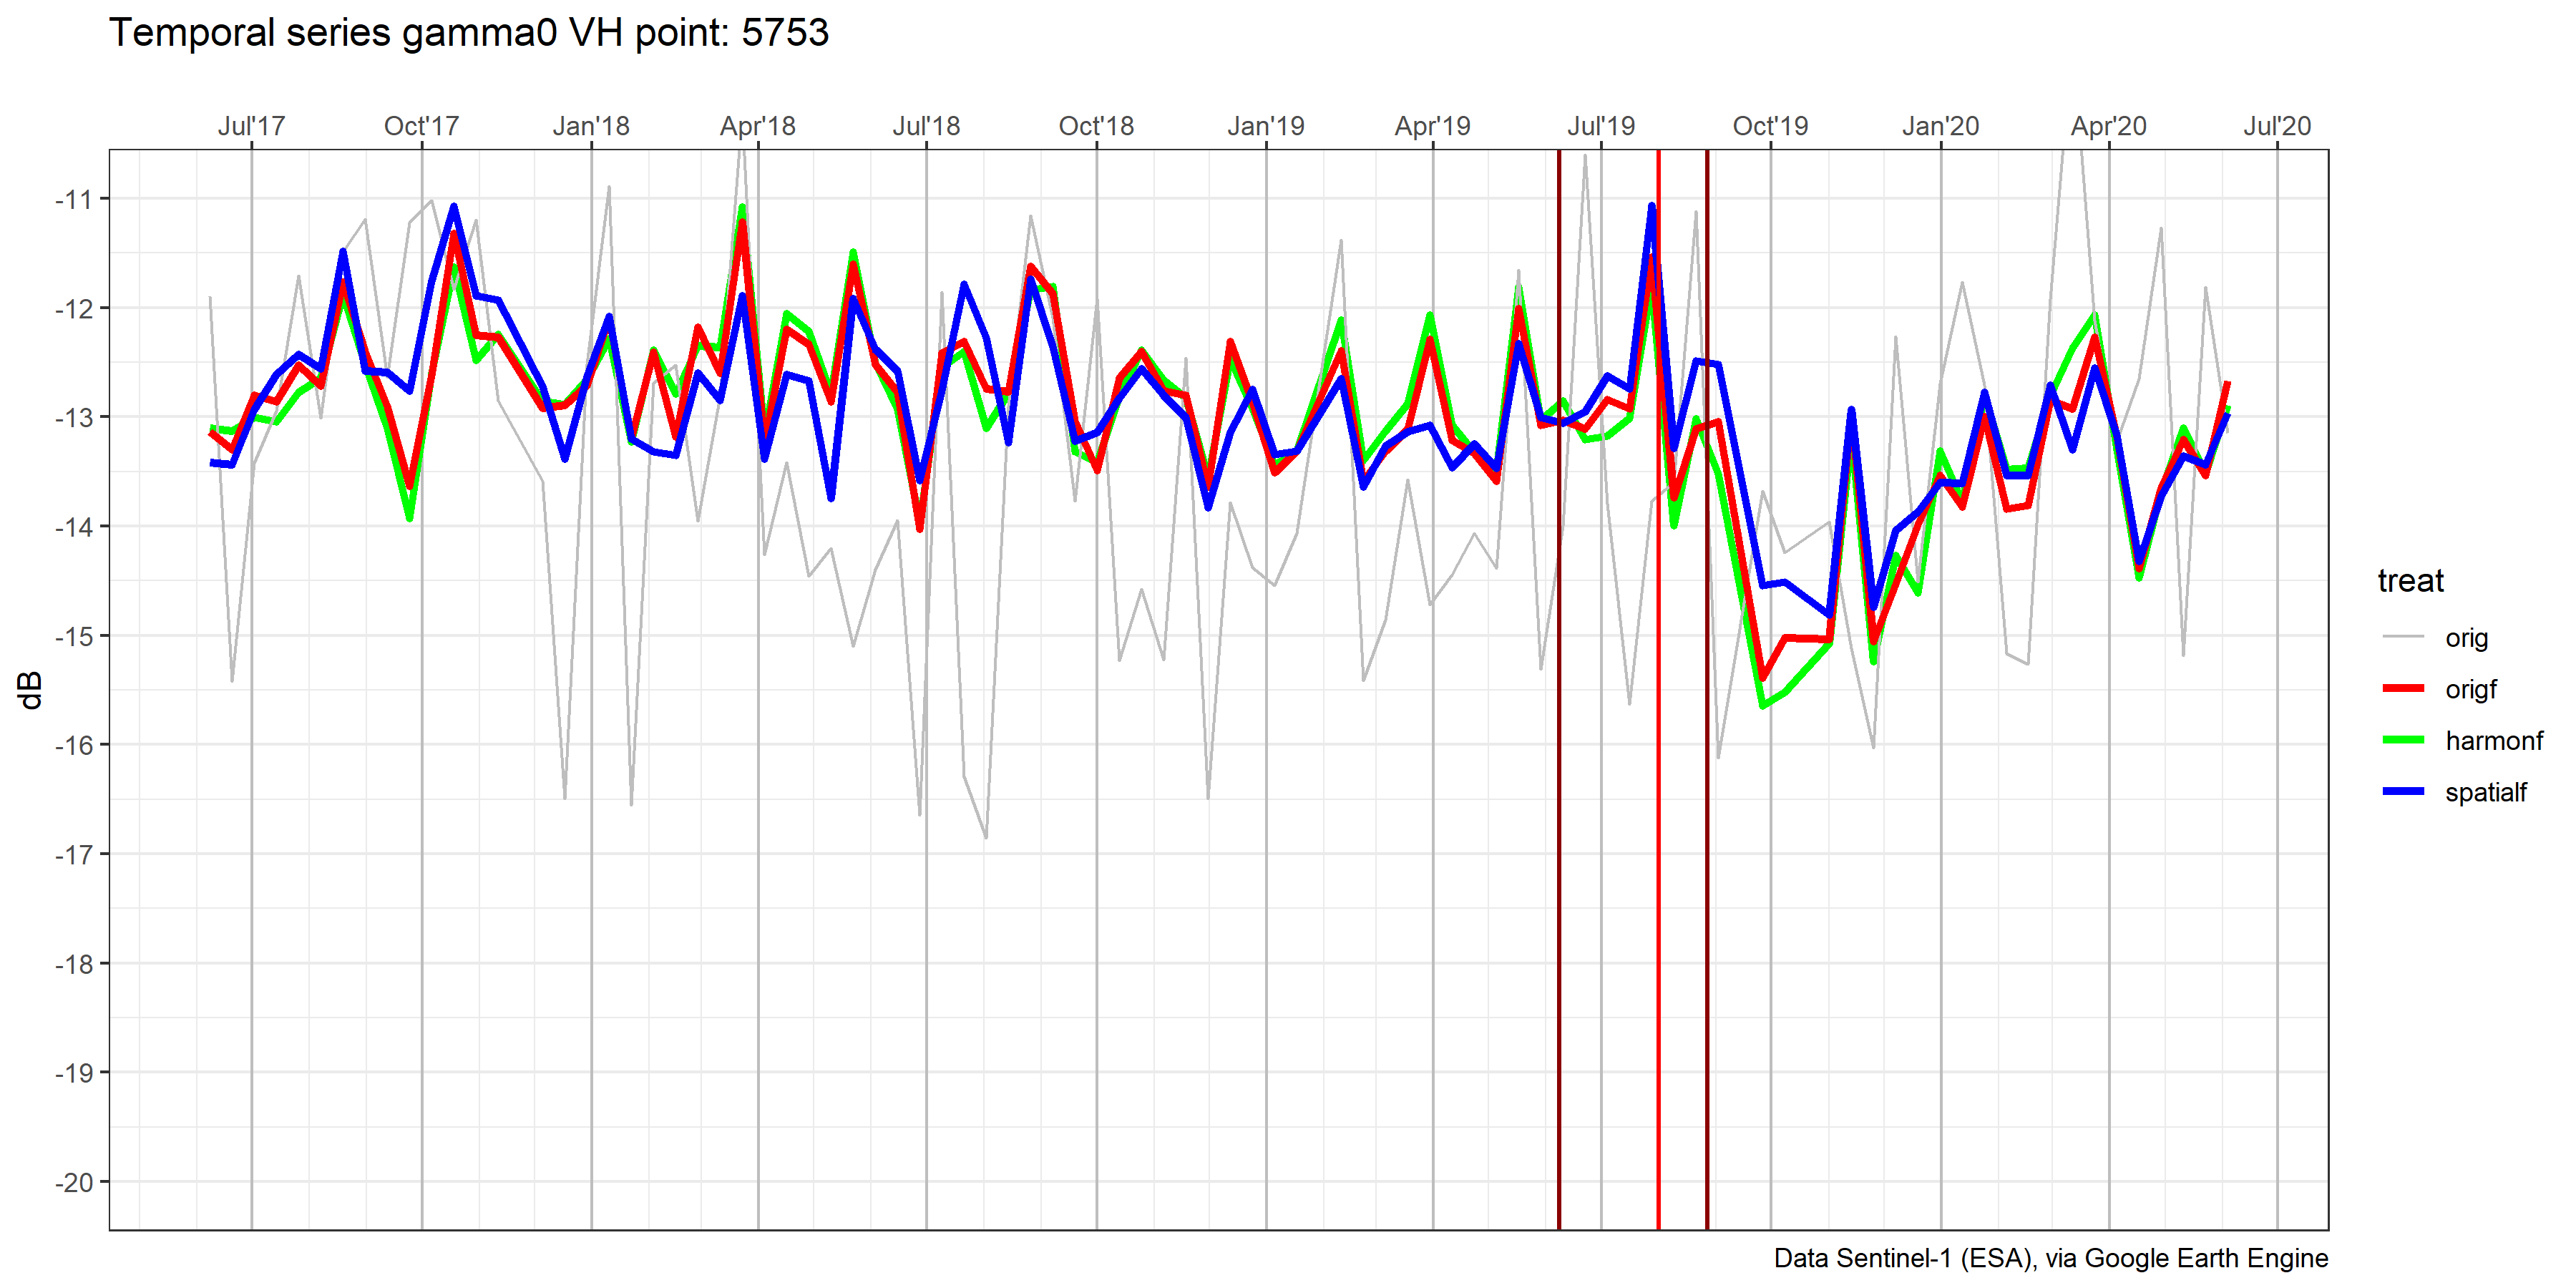 Temporal series gamma0 VH point: 5753
Jul'17 Oct'17 Jan'18 Apr'18 Jul'18 Oct'18 Jan'19 Apr'19 Jul'19 Oct'19 Jan'20 Apr'20 Jul'20
-11
-12
-13
-14
-15
-16
-17
-18
-19
-20
dB
treat
orig
origf
harmonf
spatialf
Data Sentinel-1 (ESA), via Google Earth Engine